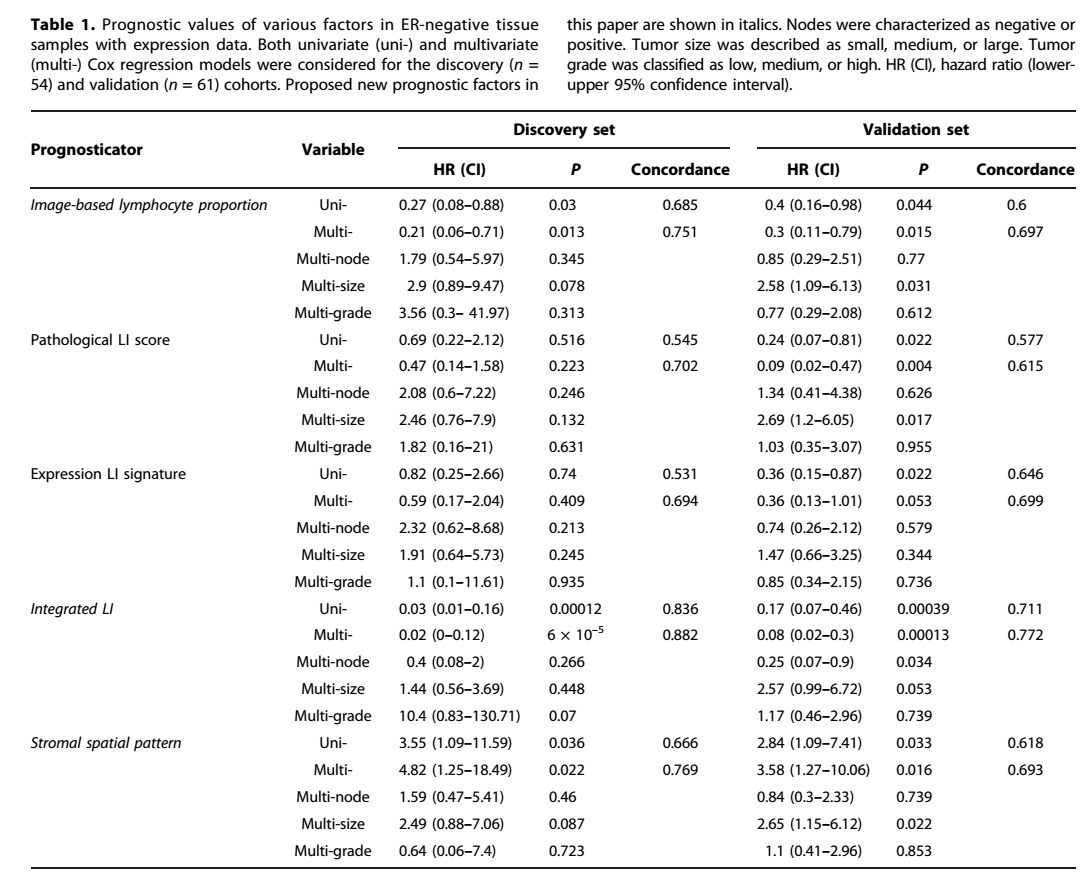 Table 1. Prognostic values of various factors in ER-negative tissue
samples with expression data. Both univariate (uni-) and multivariate
(multi-) Cox regression models were considered for the discovery (n =
54) and validation (n = 61) cohorts. Proposed new prognostic factors in
this paper are shown in italics. Nodes were characterized as negative or
positive. Tumor size was described as small, medium, or large. Tumor
grade was classified as low, medium, or high. HR (CI), hazard ratio (lower-
upper 95% confidence interval).
Discovery set Validation set
Prognosticator Variable
HR (CI) P Concordance HR (CI) P Concordance
Image-based lymphocyte proportion Uni- 0.27 (0.08–0.88) 0.03 0.685 0.4 (0.16–0.98) 0.044 0.6
Multi- 0.21 (0.06–0.71) 0.013 0.751 0.3 (0.11–0.79) 0.015 0.697
Multi-node 1.79 (0.54–5.97) 0.345 0.85 (0.29–2.51) 0.77
Multi-size 2.9 (0.89–9.47) 0.078 2.58 (1.09–6.13) 0.031
Multi-grade 3.56 (0.3– 41.97) 0.313 0.77 (0.29–2.08) 0.612
Pathological LI score Uni- 0.69 (0.22–2.12) 0.516 0.545 0.24 (0.07–0.81) 0.022 0.577
Multi- 0.47 (0.14–1.58) 0.223 0.702 0.09 (0.02–0.47) 0.004 0.615
Multi-node 2.08 (0.6–7.22) 0.246 1.34 (0.41–4.38) 0.626
Multi-size 2.46 (0.76–7.9) 0.132 2.69 (1.2–6.05) 0.017
Multi-grade 1.82 (0.16–21) 0.631 1.03 (0.35–3.07) 0.955
Expression LI signature Uni- 0.82 (0.25–2.66) 0.74 0.531 0.36 (0.15–0.87) 0.022 0.646
Multi- 0.59 (0.17–2.04) 0.409 0.694 0.36 (0.13–1.01) 0.053 0.699
Multi-node 2.32 (0.62–8.68) 0.213 0.74 (0.26–2.12) 0.579
Multi-size 1.91 (0.64–5.73) 0.245 1.47 (0.66–3.25) 0.344
Multi-grade 1.1 (0.1–11.61) 0.935 0.85 (0.34–2.15) 0.736
Integrated LI Uni- 0.03 (0.01–0.16) 0.00012 0.836 0.17 (0.07–0.46) 0.00039 0.711
Multi- 0.02 (0–0.12) 6 × 10⁻⁵ 0.882 0.08 (0.02–0.3) 0.00013 0.772
Multi-node 0.4 (0.08–2) 0.266 0.25 (0.07–0.9) 0.034
Multi-size 1.44 (0.56–3.69) 0.448 2.57 (0.99–6.72) 0.053
Multi-grade 10.4 (0.83–130.71) 0.07 1.17 (0.46–2.96) 0.739
Stromal spatial pattern Uni- 3.55 (1.09–11.59) 0.036 0.666 2.84 (1.09–7.41) 0.033 0.618
Multi- 4.82 (1.25–18.49) 0.022 0.769 3.58 (1.27–10.06) 0.016 0.693
Multi-node 1.59 (0.47–5.41) 0.46 0.84 (0.3–2.33) 0.739
Multi-size 2.49 (0.88–7.06) 0.087 2.65 (1.15–6.12) 0.022
Multi-grade 0.64 (0.06–7.4) 0.723 1.1 (0.41–2.96) 0.853